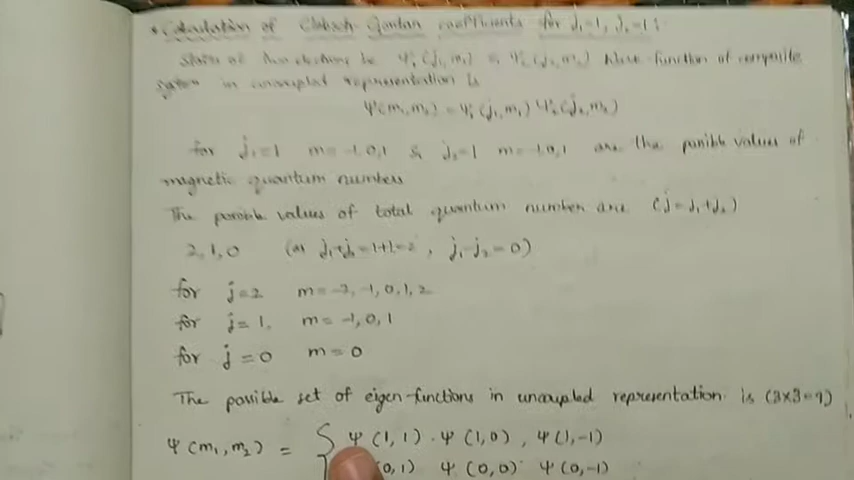 * Calculation of Clebsch-Gordan coefficients for j₁=1, j₂=1:
States of two electrons be Ψ₁(j₁,m₁) & Ψ₂(j₂,m₂) Wave function of composite
system in uncoupled representation is
Ψ(m₁,m₂) = Ψ₁(j₁,m₁) Ψ₂(j₂,m₂)
for j₁=1 m=-1,0,1 & j₂=1 m=-1,0,1 are the possible values of
magnetic quantum numbers
The possible values of total quantum number are (j=j₁+j₂)
2,1,0 (as j₁+j₂=1+1=2, j₁-j₂=0)
for j=2 m=-2,-1,0,1,2
for j=1, m=-1,0,1
for j=0 m=0
The possible set of eigen-functions in uncoupled representation is (3×3=9)
Ψ(m₁,m₂) = { Ψ(1,1) . Ψ(1,0), Ψ(1,-1)
(0,1) Ψ(0,0) Ψ(0,-1)